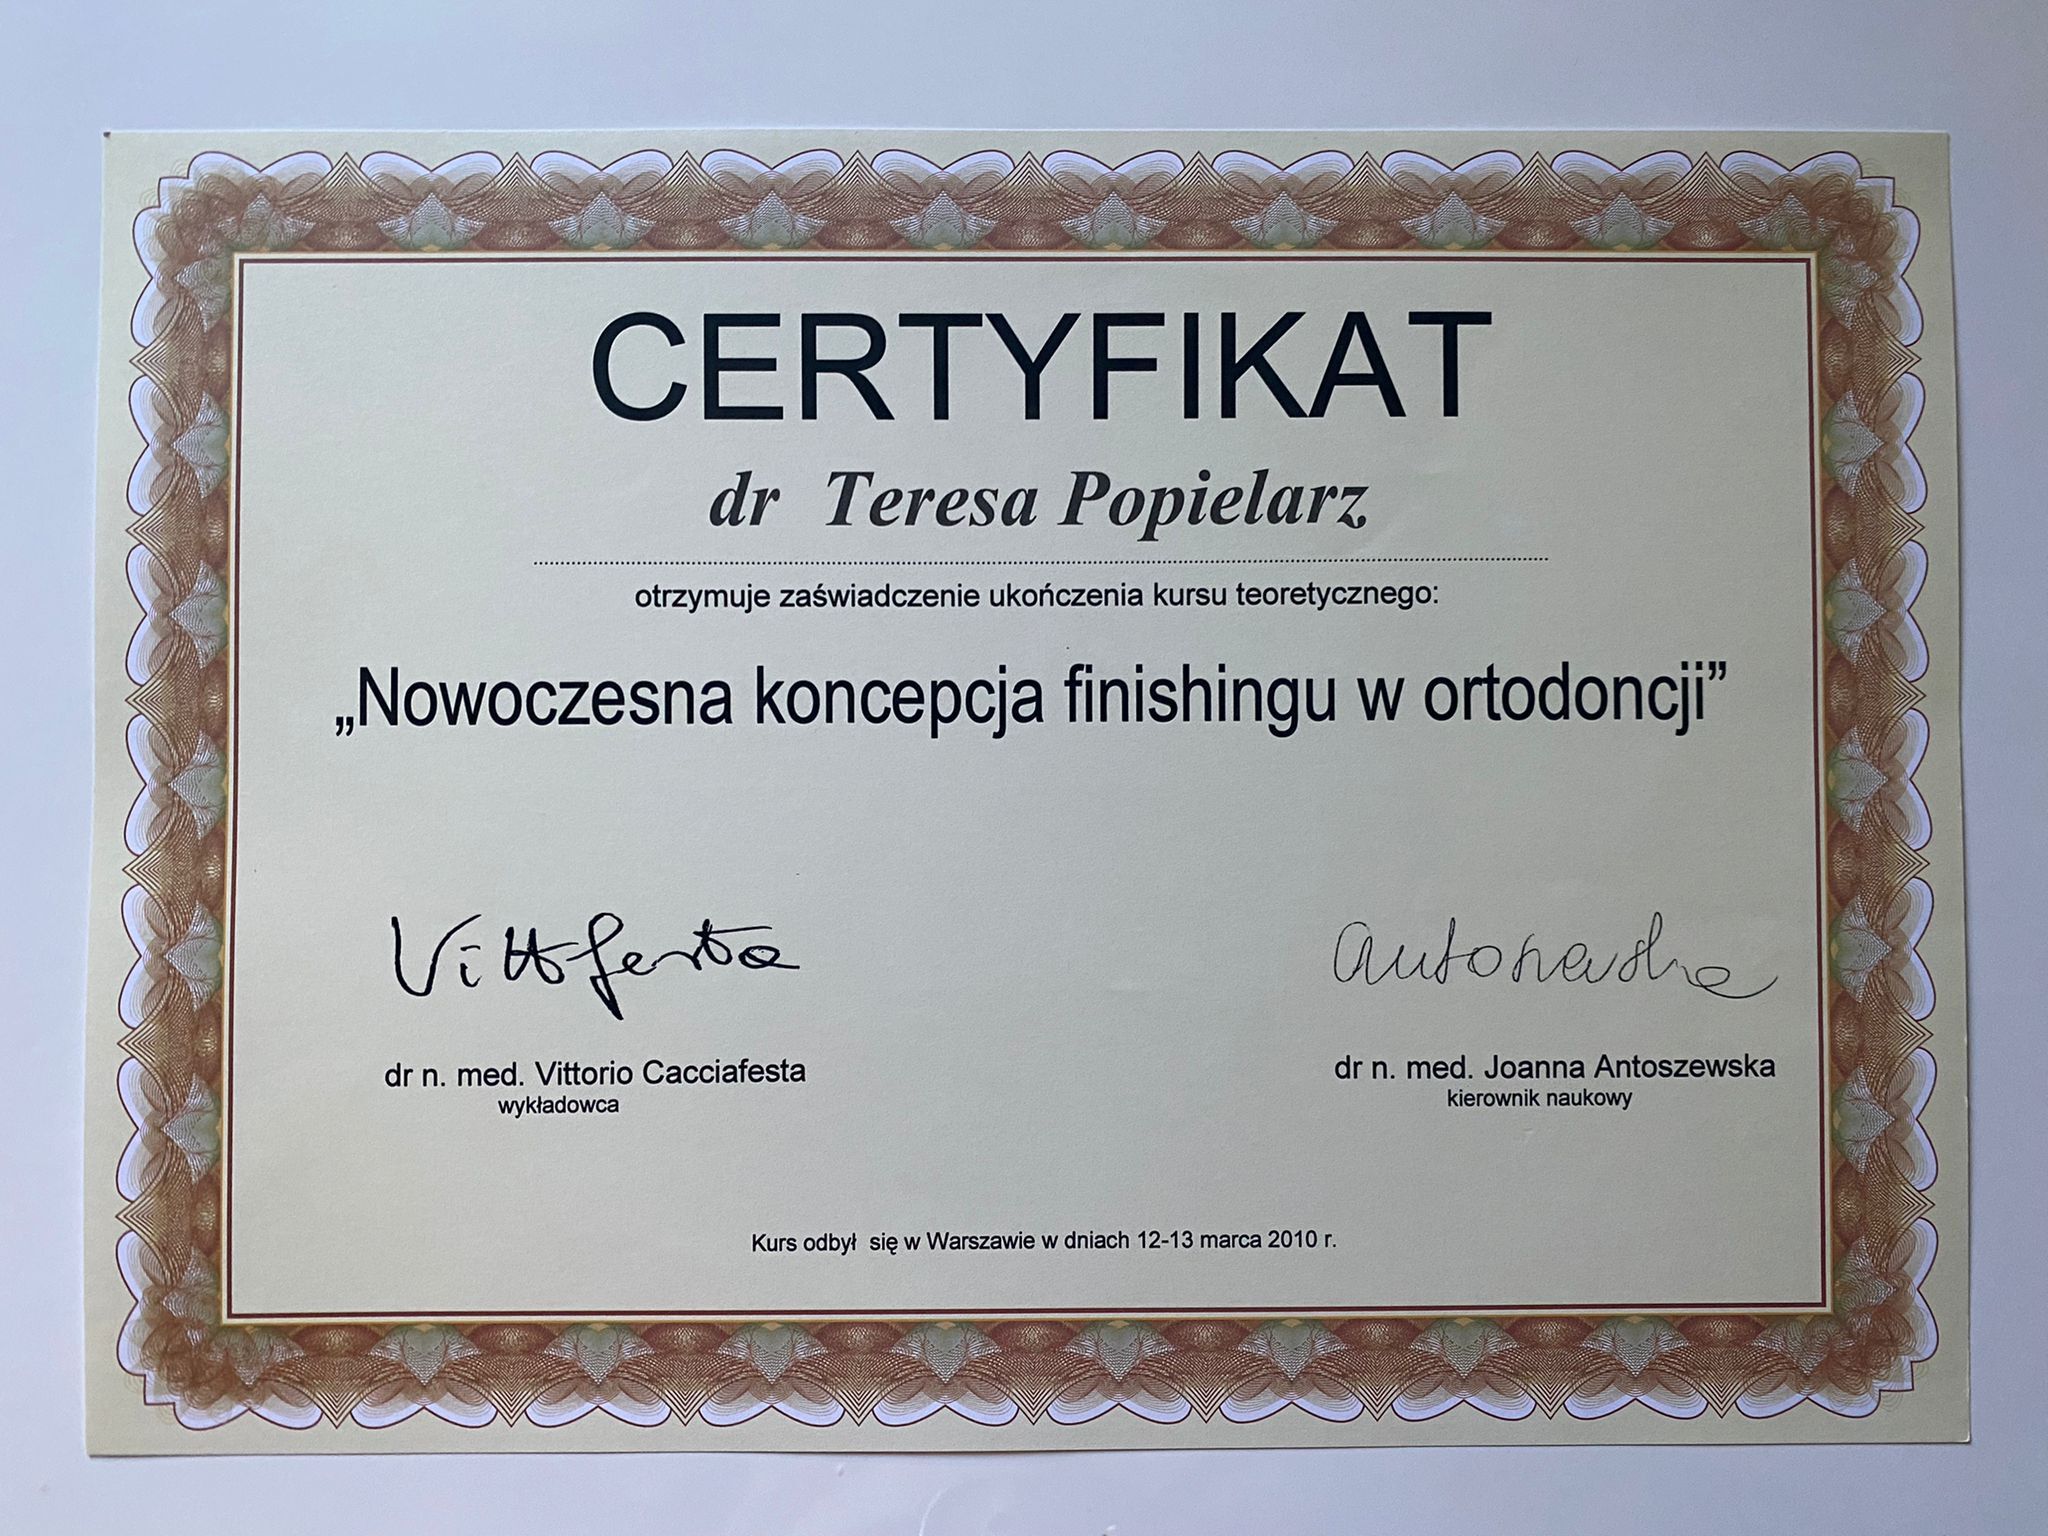 CERTYFIKAT
dr Teresa Popielarz
otrzymuje zaświadczenie ukończenia kursu teoretycznego:
„Nowoczesna koncepcja finishingu w ortodoncji”
dr n. med. Vittorio Cacciafesta
wykładowca
dr n. med. Joanna Antoszewska
kierownik naukowy
Kurs odbył się w Warszawie w dniach 12-13 marca 2010 r.